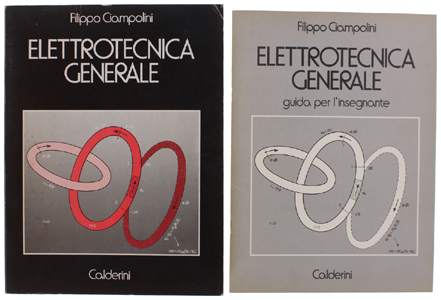 Filippo Ciampolini
ELETTROTECNICA
GENERALE
Calderini
Filippo Ciampolini
ELETTROTECNICA
GENERALE
guida per l'insegnante
Calderini